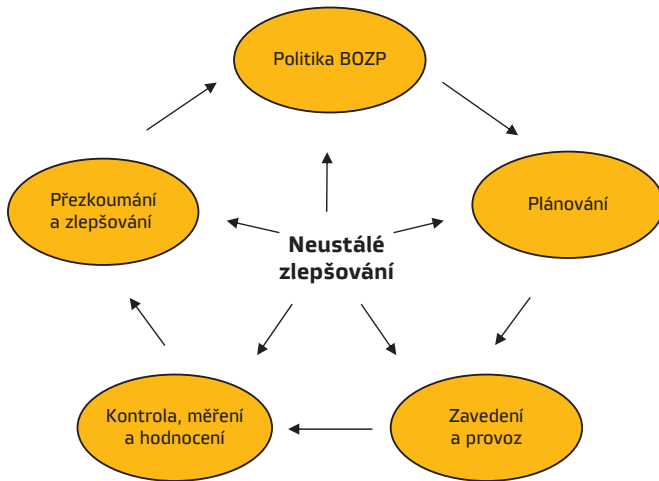 Politika BOZP
Přezkoumání
a zlepšování
Plánování
Neustálé
zlepšování
Kontrola, měření
a hodnocení
Zavedení
a provoz